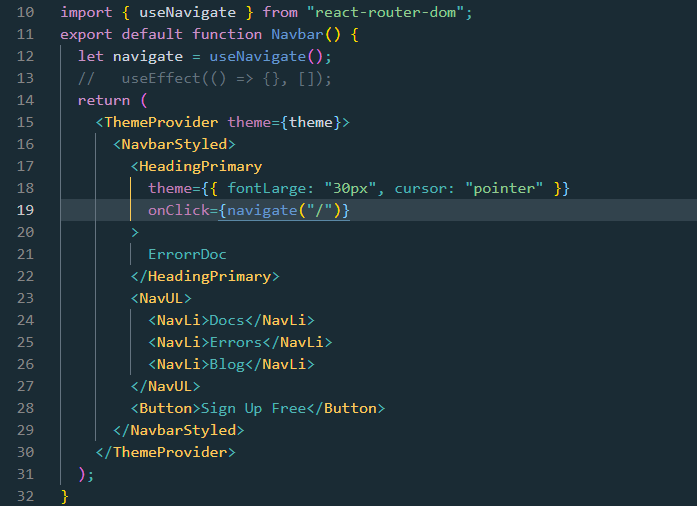 10 import { useNavigate } from "react-router-dom";
11 export default function Navbar() {
12   let navigate = useNavigate();
13   //   useEffect(() => {}, []);
14   return (
15     <ThemeProvider theme={theme}>
16       <NavbarStyled>
17         <HeadingPrimary
18           theme={{ fontLarge: "30px", cursor: "pointer" }}
19           onClick={navigate("/")}
20         >
21           ErrorrDoc
22         </HeadingPrimary>
23         <NavUL>
24           <NavLi>Docs</NavLi>
25           <NavLi>Errors</NavLi>
26           <NavLi>Blog</NavLi>
27         </NavUL>
28         <Button>Sign Up Free</Button>
29       </NavbarStyled>
30     </ThemeProvider>
31   );
32 }